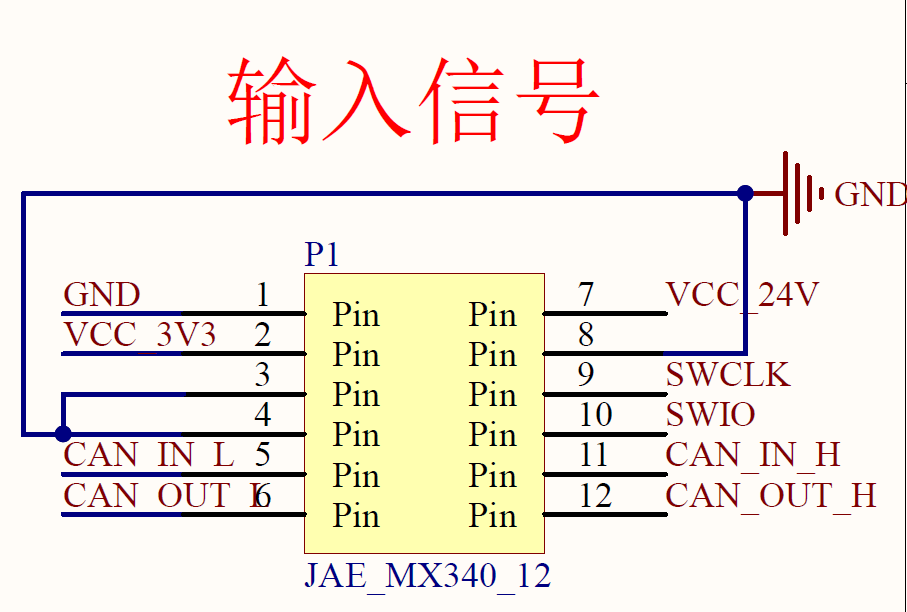 输入信号
GND
P1
GND 1 Pin Pin 7 VCC_24V
VCC_3V3 2 Pin Pin 8
3 Pin Pin 9 SWCLK
4 Pin Pin 10 SWIO
CAN_IN_L 5 Pin Pin 11 CAN_IN_H
CAN_OUT_L 6 Pin Pin 12 CAN_OUT_H
JAE_MX340_12